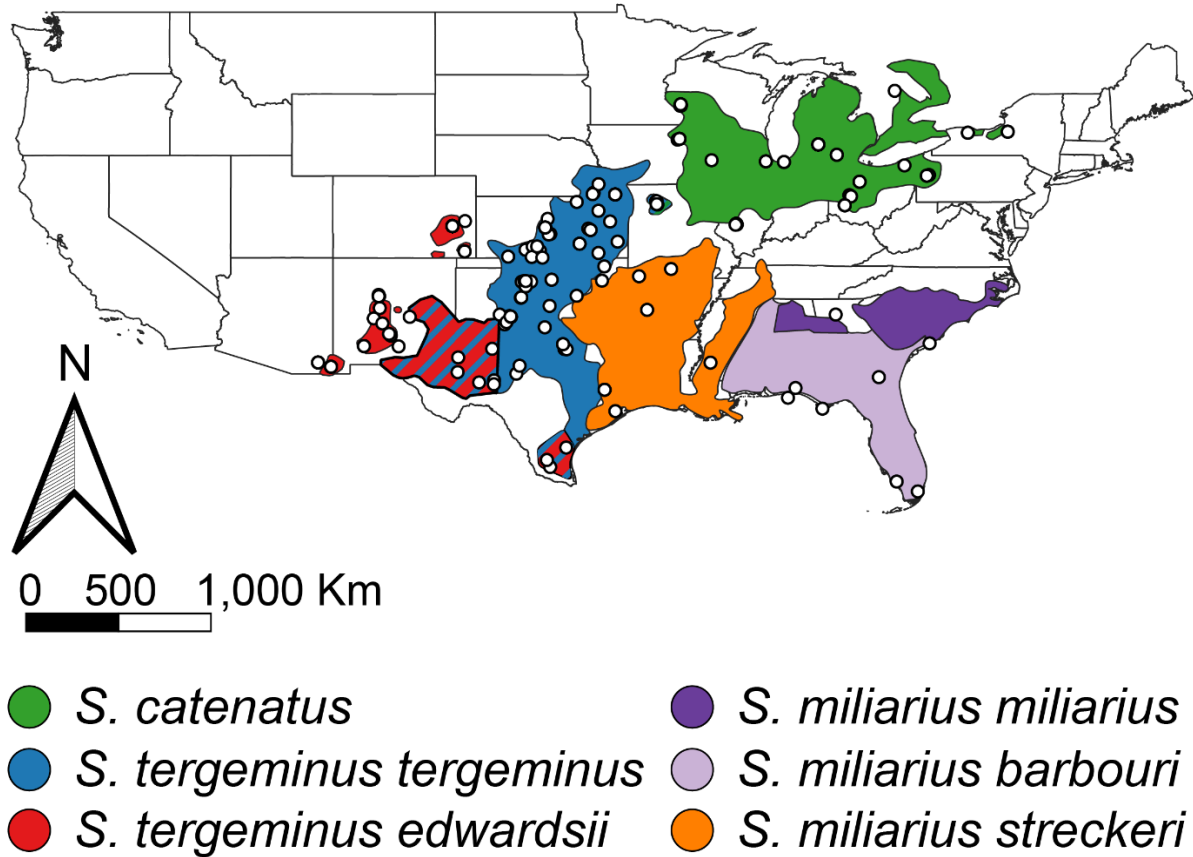 N
0 500 1,000 Km
S. catenatus
S. tergeminus tergeminus
S. tergeminus edwardsii
S. miliarius miliarius
S. miliarius barbouri
S. miliarius streckeri